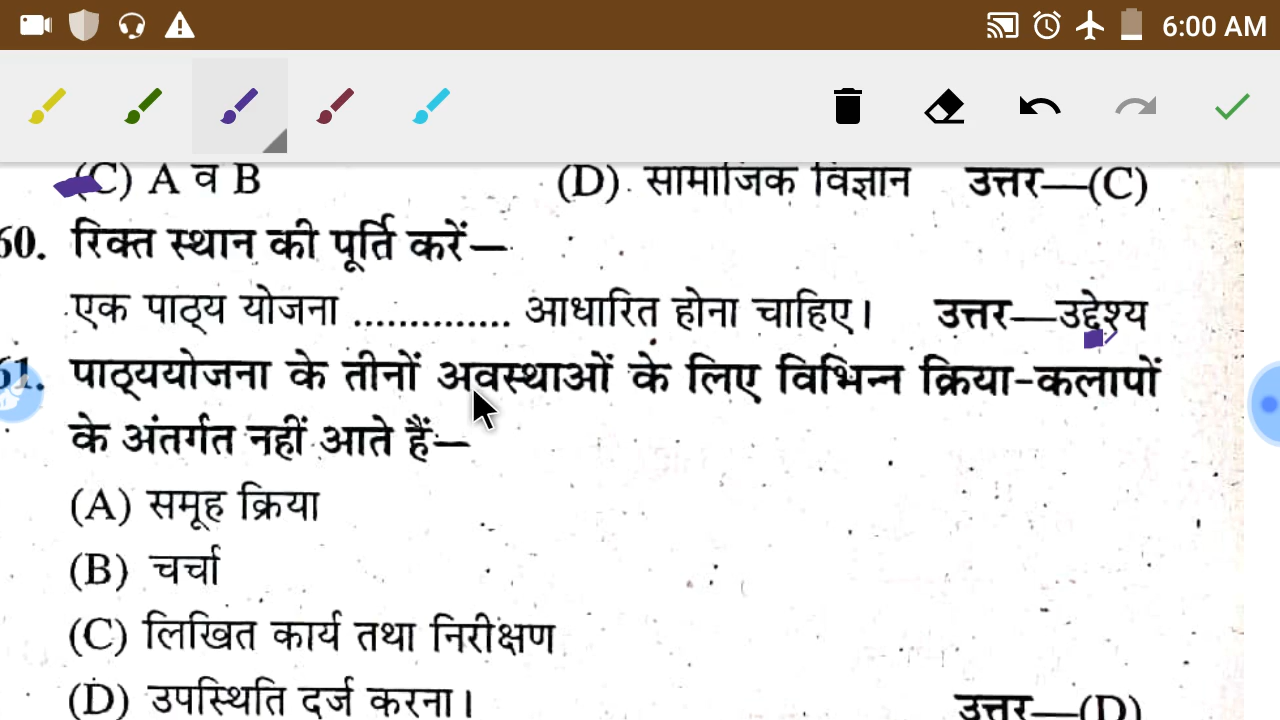 6:00 AM
(C) A व B (D) सामाजिक विज्ञान उत्तर—(C)
60. रिक्त स्थान की पूर्ति करें—
एक पाठ्य योजना .............. आधारित होना चाहिए। उत्तर—उद्देश्य
61. पाठ्ययोजना के तीनों अवस्थाओं के लिए विभिन्न क्रिया-कलापों
के अंतर्गत नहीं आते हैं—
(A) समूह क्रिया
(B) चर्चा
(C) लिखित कार्य तथा निरीक्षण
(D) उपस्थिति दर्ज करना। उत्तर—(D)